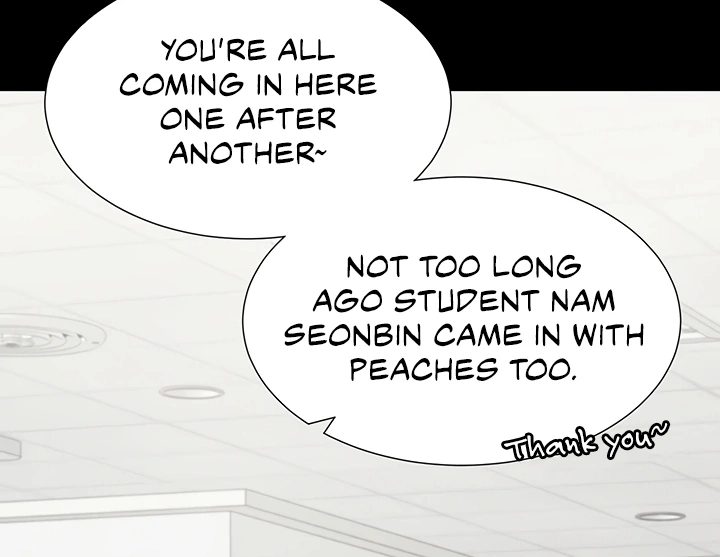 YOU'RE ALL
COMING IN HERE
ONE AFTER
ANOTHER~
NOT TOO LONG
AGO STUDENT NAM
SEONBIN CAME IN WITH
PEACHES TOO.
Thank you~